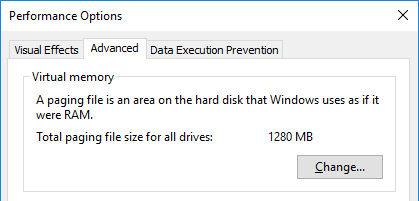 Performance Options
Visual Effects Advanced Data Execution Prevention
Virtual memory
A paging file is an area on the hard disk that Windows uses as if it
were RAM.
Total paging file size for all drives: 1280 MB
Change...